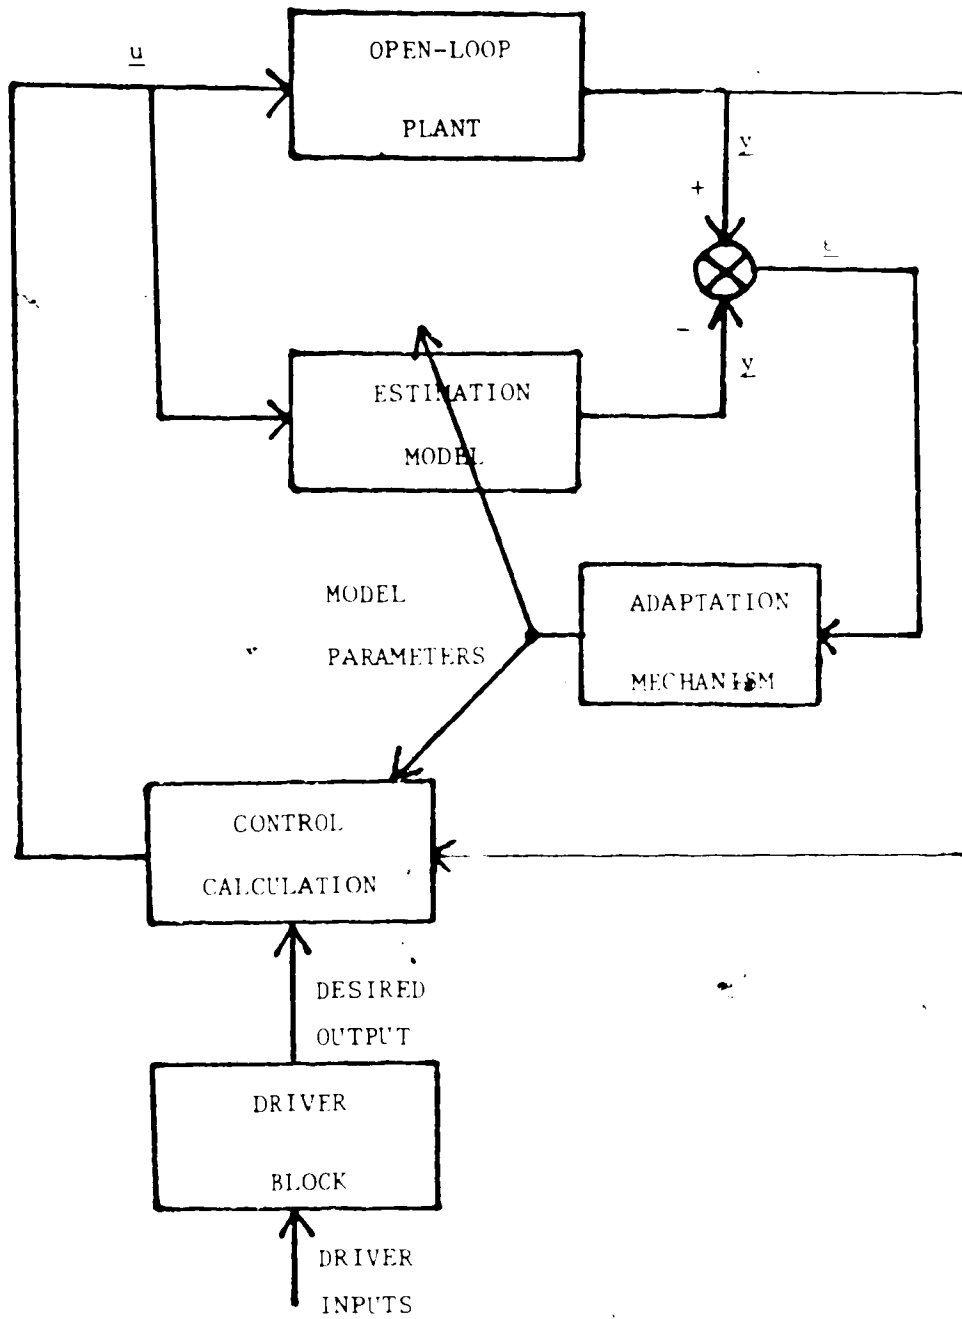 u
OPEN-LOOP
PLANT
y
+
ε
-
y
ESTIMATION
MODEL
MODEL
PARAMETERS
ADAPTATION
MECHANISM
CONTROL
CALCULATION
DESIRED
OUTPUT
DRIVER
BLOCK
DRIVER
INPUTS